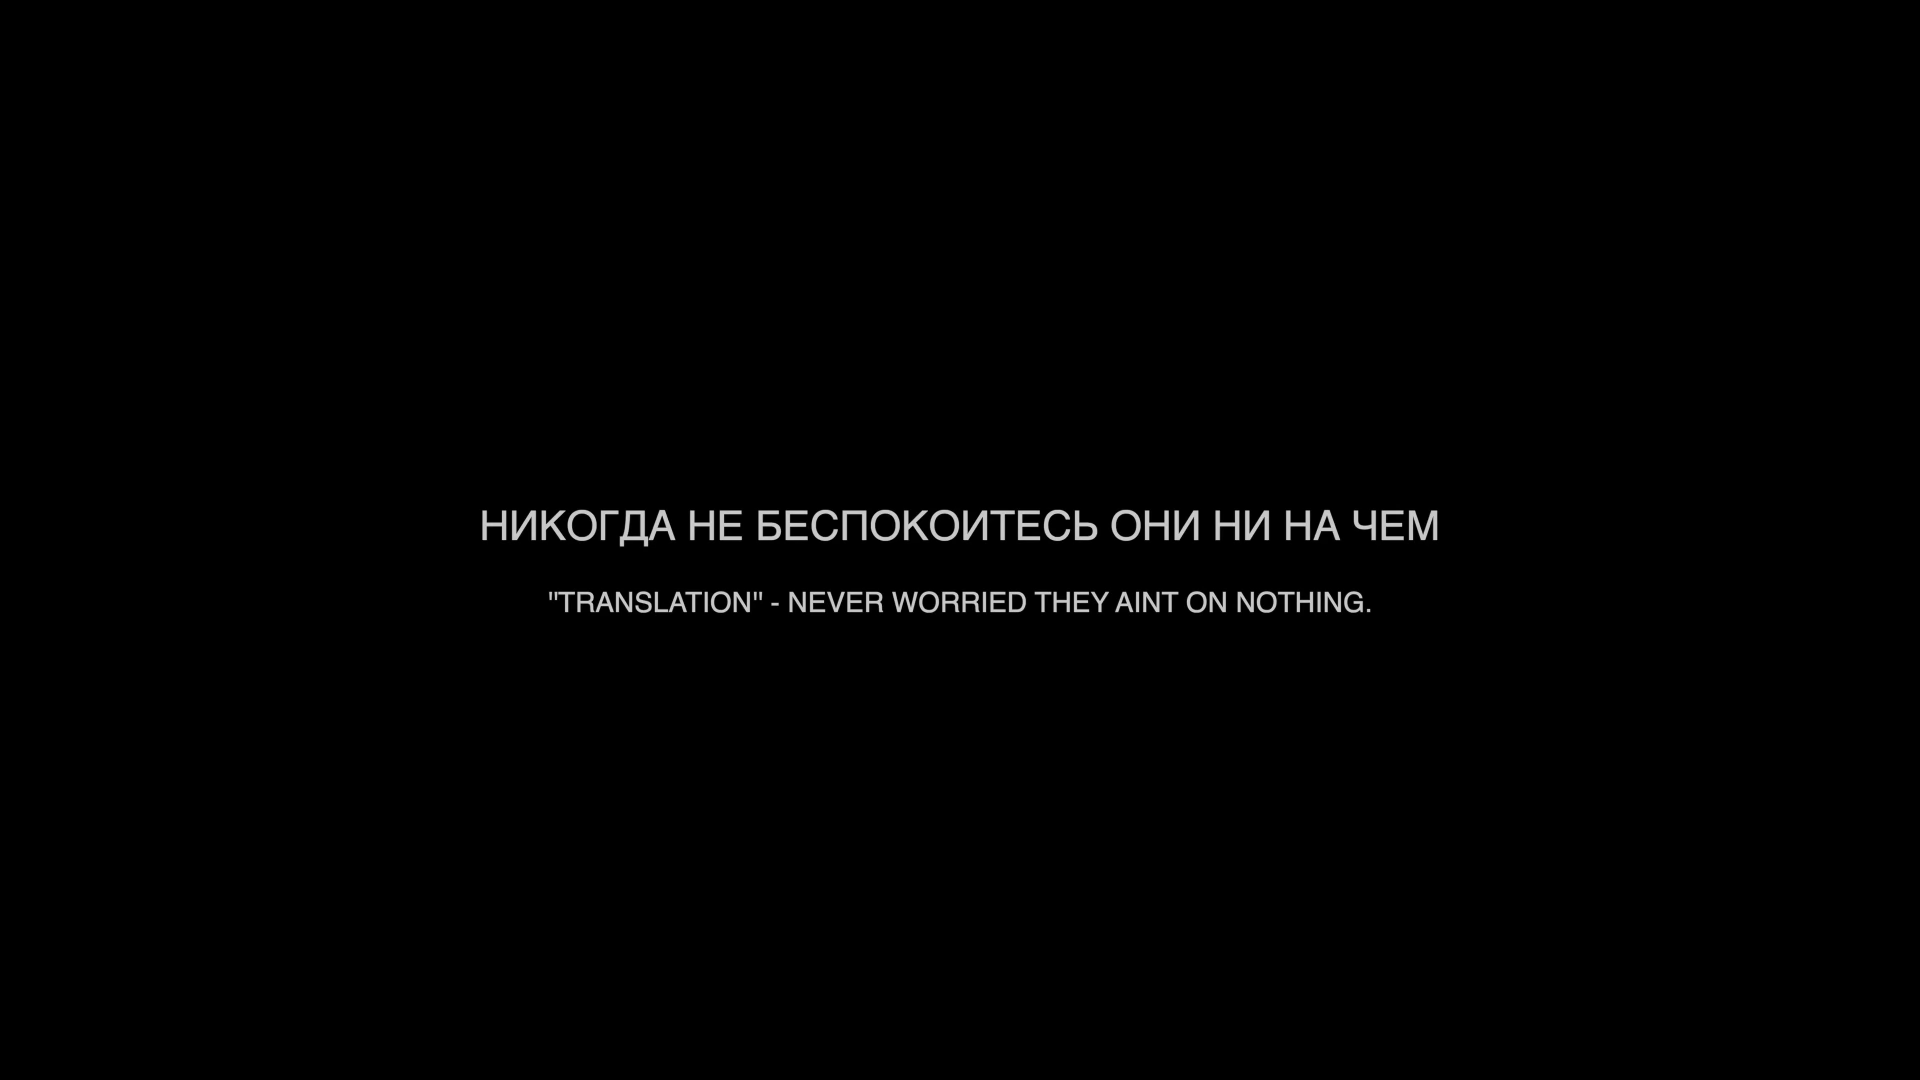 НИКОГДА НЕ БЕСПОКОИТЕСЬ ОНИ НИ НА ЧЕМ
"TRANSLATION" - NEVER WORRIED THEY AINT ON NOTHING.